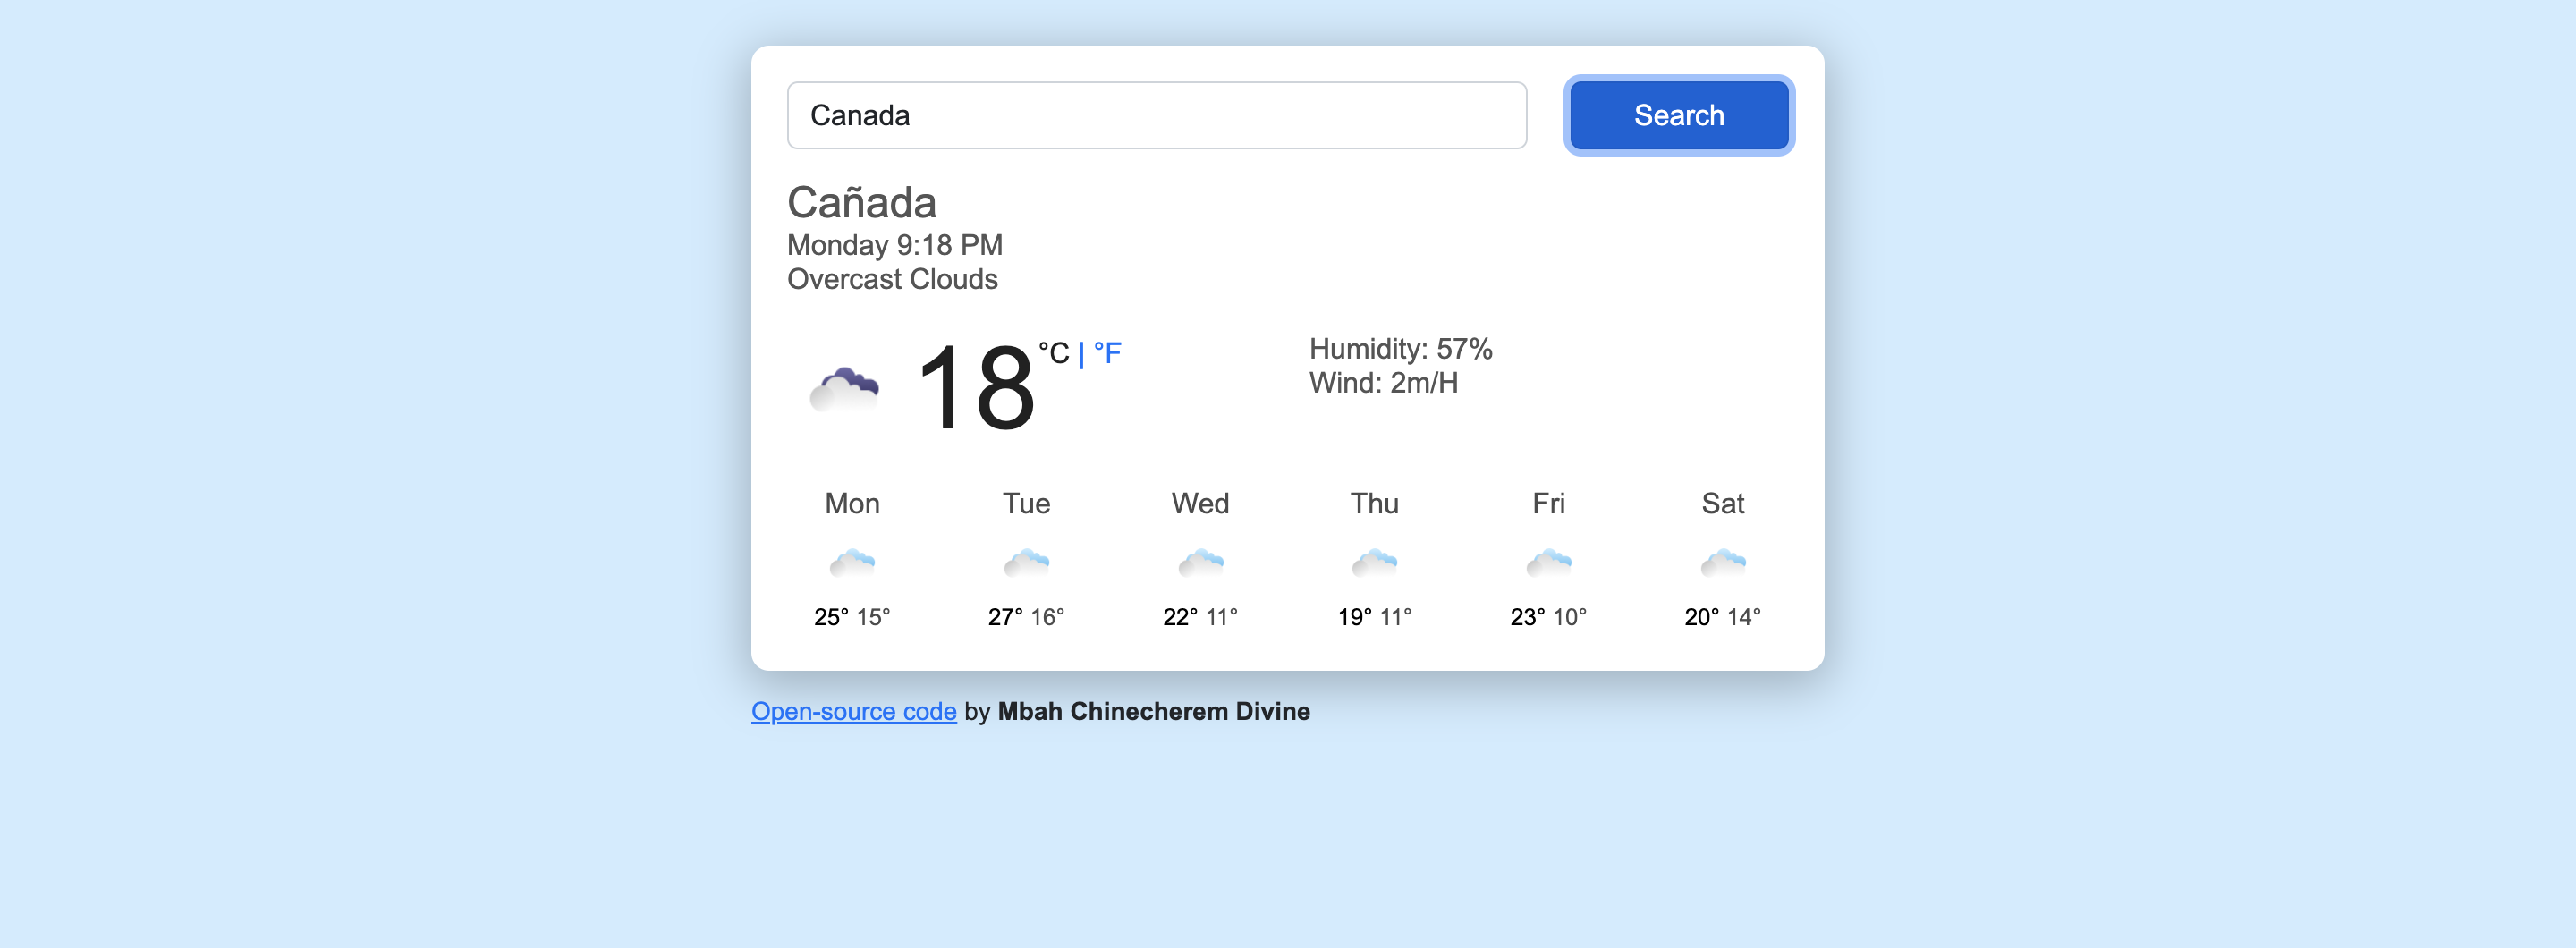 Canada
Search
Cañada
Monday 9:18 PM
Overcast Clouds
18 °C | °F
Humidity: 57%
Wind: 2m/H
Mon Tue Wed Thu Fri Sat
25° 15° 27° 16° 22° 11° 19° 11° 23° 10° 20° 14°
Open-source code by Mbah Chinecherem Divine